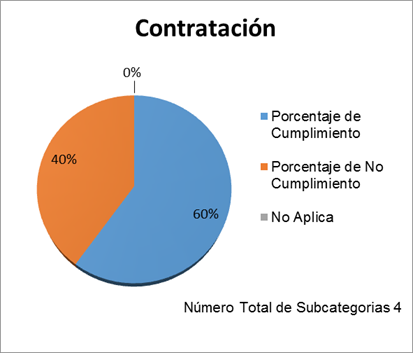 Contratación
0%
40%
60%
Porcentaje de
Cumplimiento
Porcentaje de No
Cumplimiento
No Aplica
Número Total de Subcategorias 4